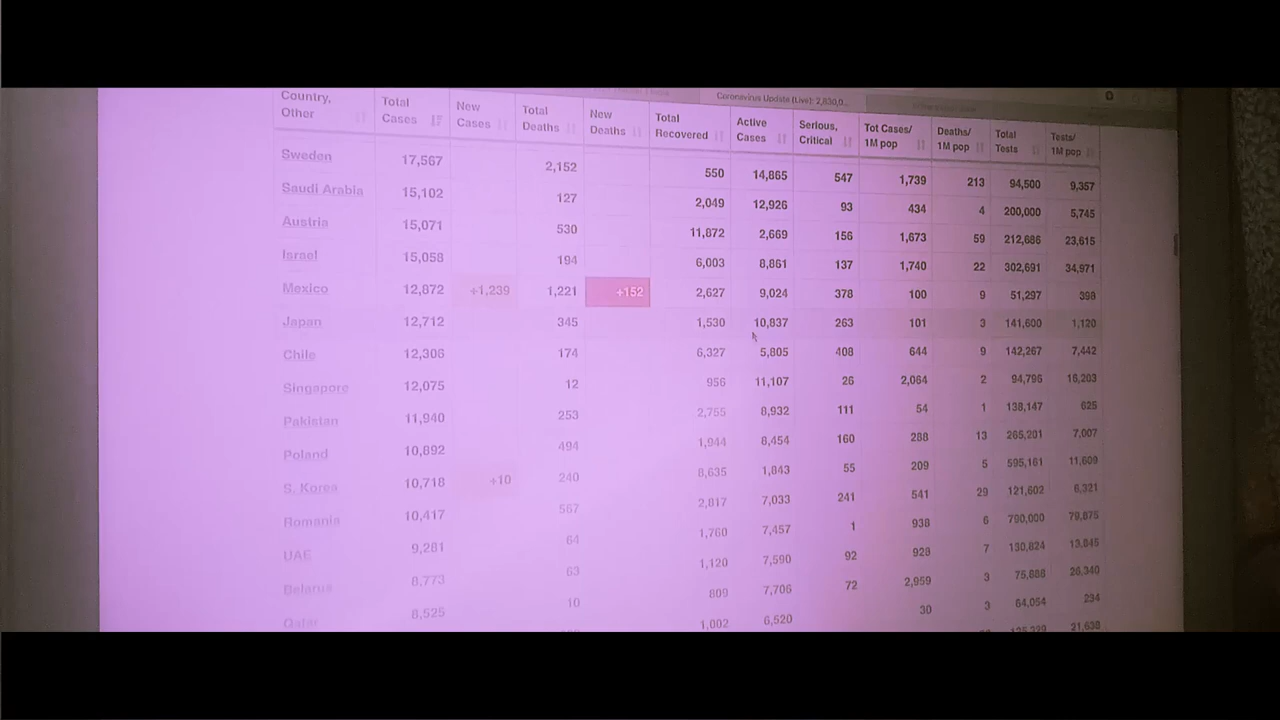 Coronavirus Update (Live): 2,830,0...
Country, Other Total Cases New Cases Total Deaths New Deaths Total Recovered Active Cases Serious, Critical Tot Cases/ 1M pop Deaths/ 1M pop Total Tests Tests/ 1M pop
Sweden 17,567 2,152 550 14,865 547 1,739 213 94,500 9,357
Saudi Arabia 15,102 127 2,049 12,926 93 434 4 200,000 5,745
Austria 15,071 530 11,872 2,669 156 1,673 59 212,686 23,615
Israel 15,058 194 6,003 8,861 137 1,740 22 302,691 34,971
Mexico 12,872 +1,239 1,221 +152 2,627 9,024 378 100 9 51,297 398
Japan 12,712 345 1,530 10,837 263 101 3 141,600 1,120
Chile 12,306 174 6,327 5,805 408 644 9 142,267 7,442
Singapore 12,075 12 956 11,107 26 2,064 2 94,796 16,203
Pakistan 11,940 253 2,755 8,932 111 54 1 138,147 625
Poland 10,892 494 1,944 8,454 160 288 13 265,201 7,007
S. Korea 10,718 +10 240 8,635 1,843 55 209 5 595,161 11,609
Romania 10,417 567 2,817 7,033 241 541 29 121,602 6,321
UAE 9,281 64 1,760 7,457 1 938 6 790,000 79,875
Belarus 8,773 63 1,120 7,590 92 928 7 130,824 13,845
Qatar 8,525 10 809 7,706 72 2,959 3 75,888 26,340
1,002 6,520 30 3 64,054 234
21,638